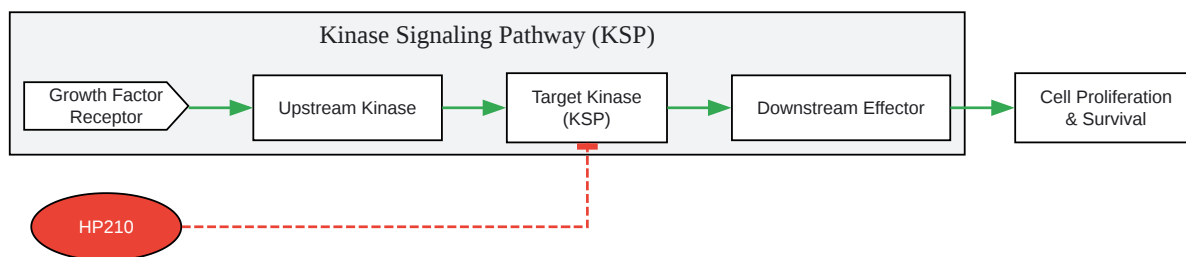 Kinase Signaling Pathway (KSP)
Growth Factor
Receptor
Upstream Kinase
Target Kinase
(KSP)
Downstream Effector
Cell Proliferation
& Survival
HP210